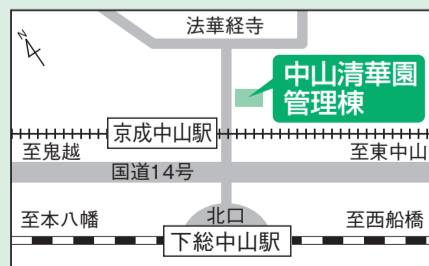 N
法華経寺
中山清華園
管理棟
京成中山駅
至鬼越
至東中山
国道14号
至本八幡
北口
至西船橋
下総中山駅